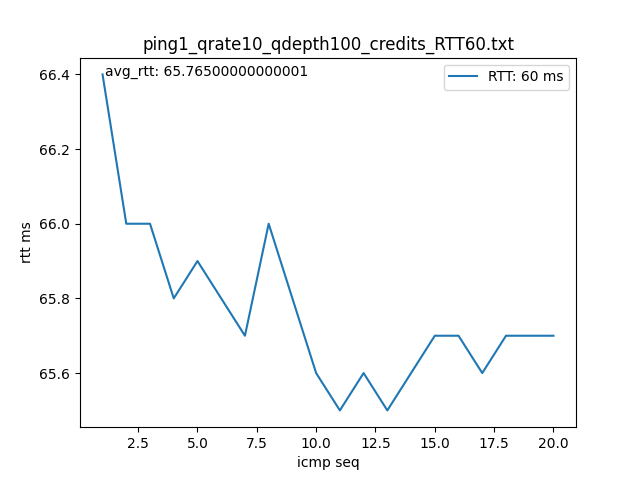 ping1_qrate10_qdepth100_credits_RTT60.txt
avg_rtt: 65.76500000000001
RTT: 60 ms
66.4
66.2
66.0
65.8
65.6
rtt ms
2.5 5.0 7.5 10.0 12.5 15.0 17.5 20.0
icmp seq